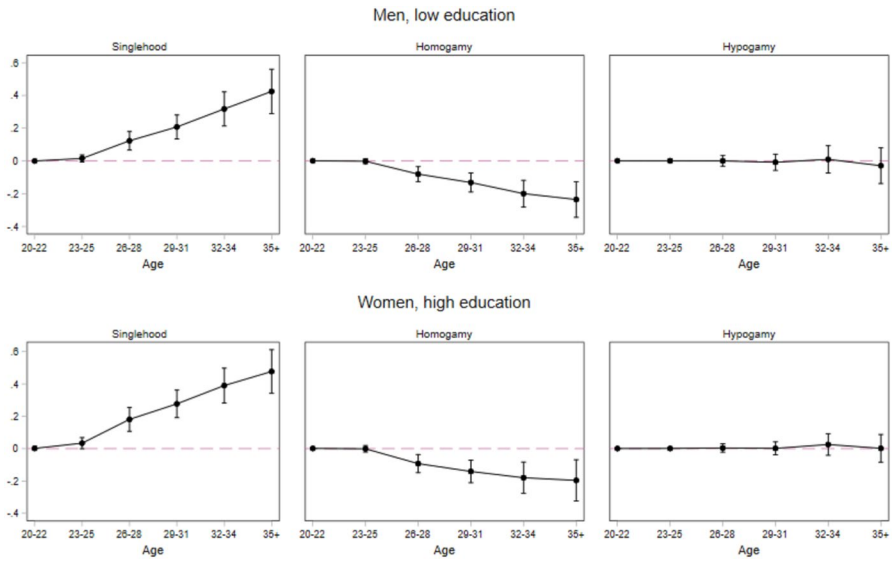 Men, low education
Singlehood Homogamy Hypogamy
.6
.4
.2
0
-.2
-.4
20-22 23-25 26-28 29-31 32-34 35+ 20-22 23-25 26-28 29-31 32-34 35+ 20-22 23-25 26-28 29-31 32-34 35+
Age Age Age
Women, high education
Singlehood Homogamy Hypogamy
.6
.4
.2
0
-.2
-.4
20-22 23-25 26-28 29-31 32-34 35+ 20-22 23-25 26-28 29-31 32-34 35+ 20-22 23-25 26-28 29-31 32-34 35+
Age Age Age